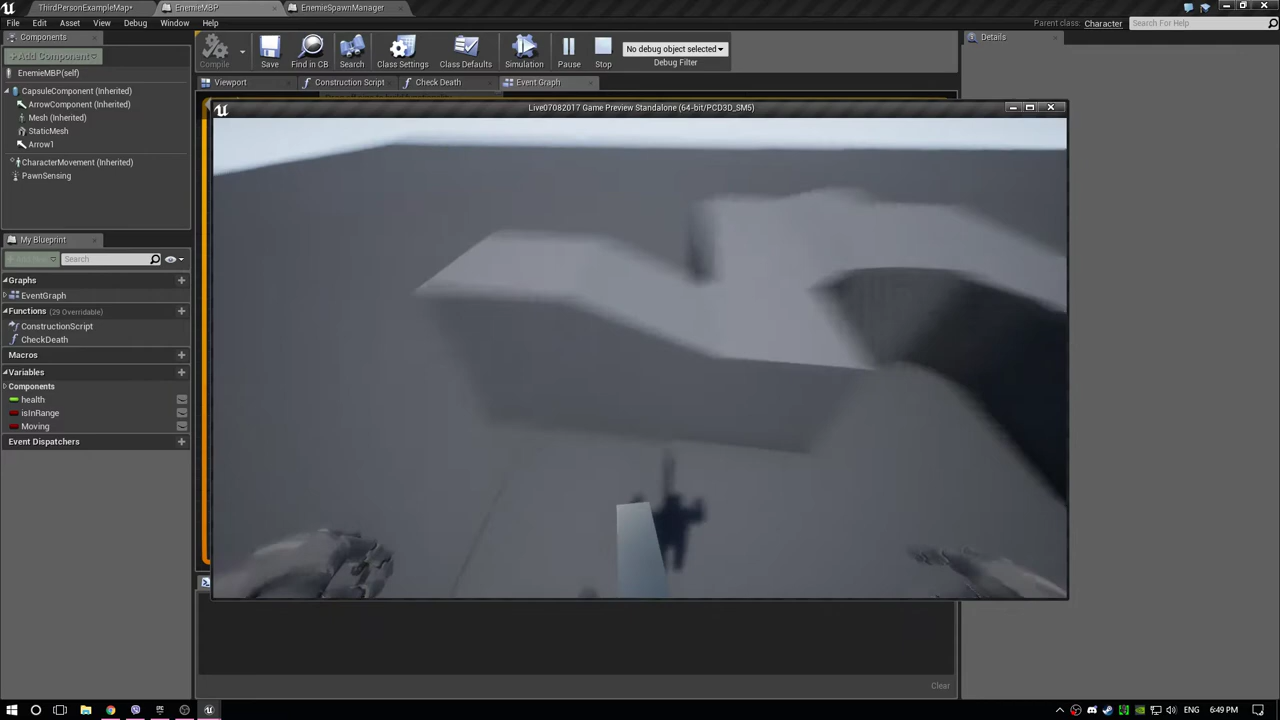 ThirdPersonExampleMap*
EnemieMBP
EnemieSpawnManager
File Edit Asset View Debug Window Help
Parent class: Character
Search For Help
Components
Details
+Add Component
Compile
Save
Find in CB
Search
Class Settings
Class Defaults
Simulation
Pause
Stop
No debug object selected
Debug Filter
EnemieMBP(self)
Viewport
Construction Script
Check Death
Event Graph
CapsuleComponent (Inherited)
ArrowComponent (Inherited)
Mesh (Inherited)
StaticMesh
Arrow1
CharacterMovement (Inherited)
PawnSensing
Live07082017 Game Preview Standalone (64-bit/PCD3D_SM5)
My Blueprint
Search
Graphs
EventGraph
Functions (29 Overridable)
ConstructionScript
CheckDeath
Macros
Variables
Components
health
isInRange
Moving
Event Dispatchers
Clear
ENG
6:49 PM